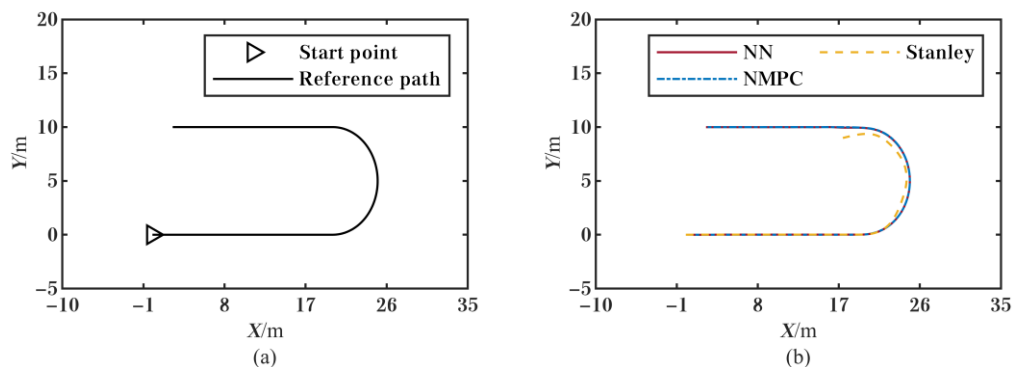 20
15
10
5
0
−5
Y/m
Start point
Reference path
−10 −1 8 17 26 35
X/m
(a)
20
15
10
5
0
−5
Y/m
NN Stanley
NMPC
−10 −1 8 17 26 35
X/m
(b)